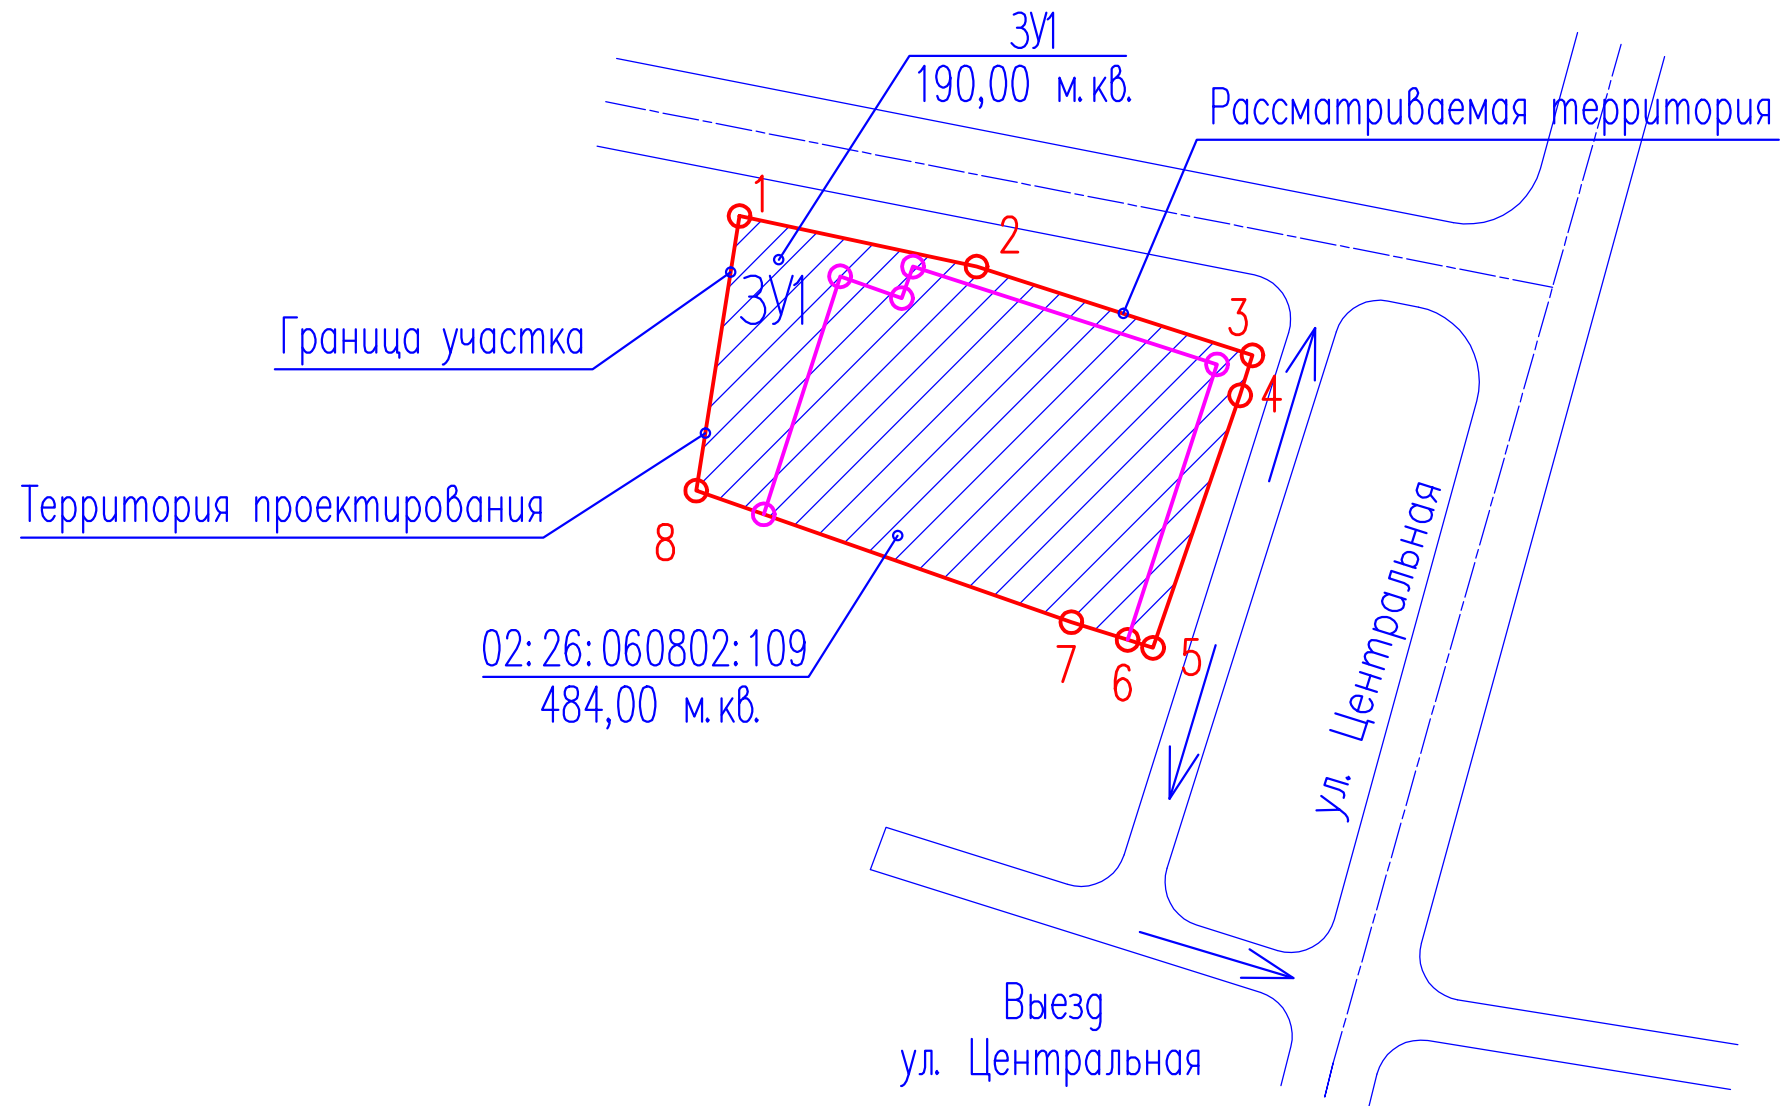 ЗУ1
190,00 м.кв.
Рассматриваемая территория
1
2
3
4
ЗУ1
Граница участка
Территория проектирования
8
02:26:060802:109
484,00 м.кв.
7
6
5
ул. Центральная
Выезд
ул. Центральная